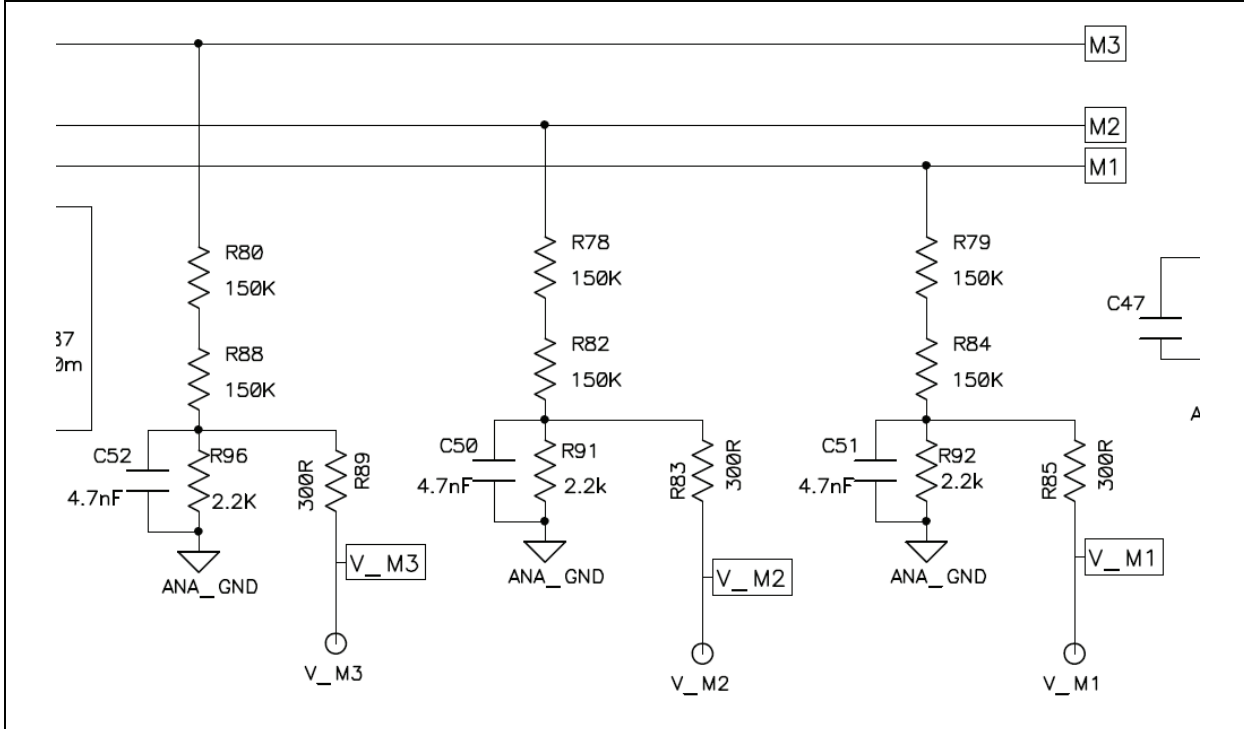 M3
M2
M1
R80
150K
R78
150K
R79
150K
C47
R88
150K
R82
150K
R84
150K
37
0m
C52
4.7nF
R96
2.2K
300R
R89
C50
4.7nF
R91
2.2k
R83
300R
C51
4.7nF
R92
2.2k
R85
300R
A
ANA_GND
V_M3
V_M3
ANA_GND
V_M2
V_M2
ANA_GND
V_M1
V_M1